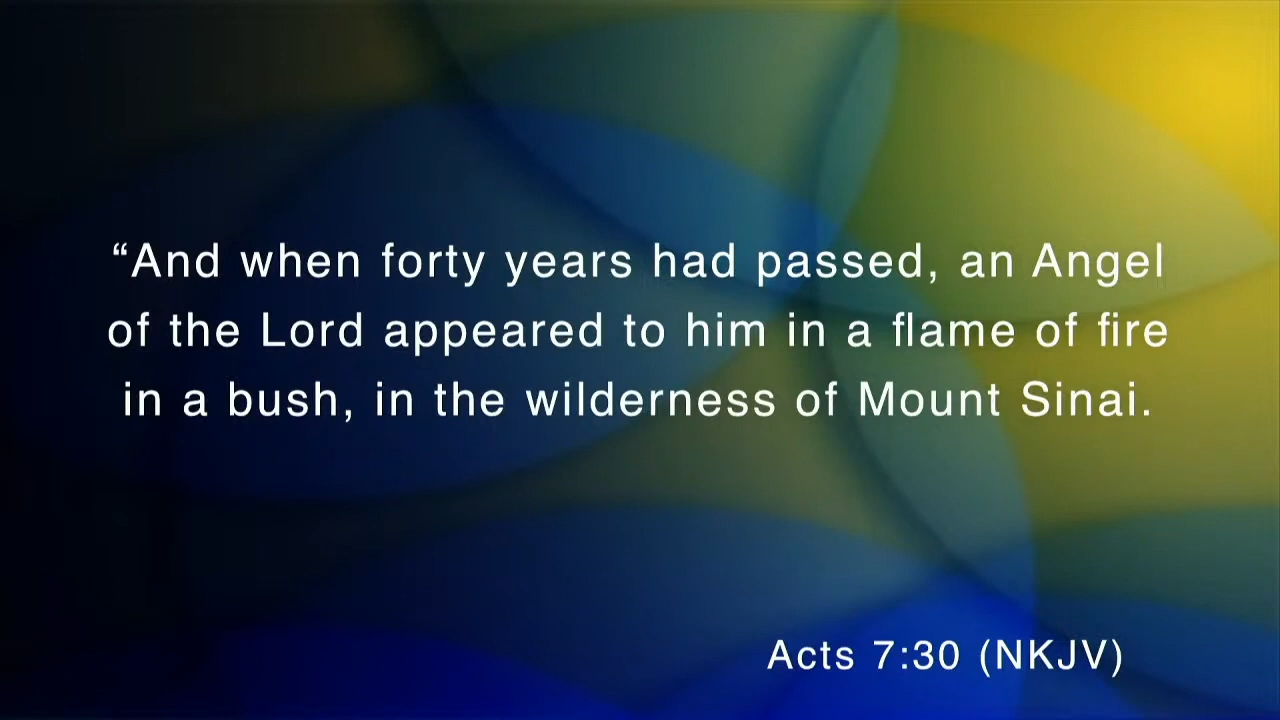 “And when forty years had passed, an Angel
of the Lord appeared to him in a flame of fire
in a bush, in the wilderness of Mount Sinai.
Acts 7:30 (NKJV)